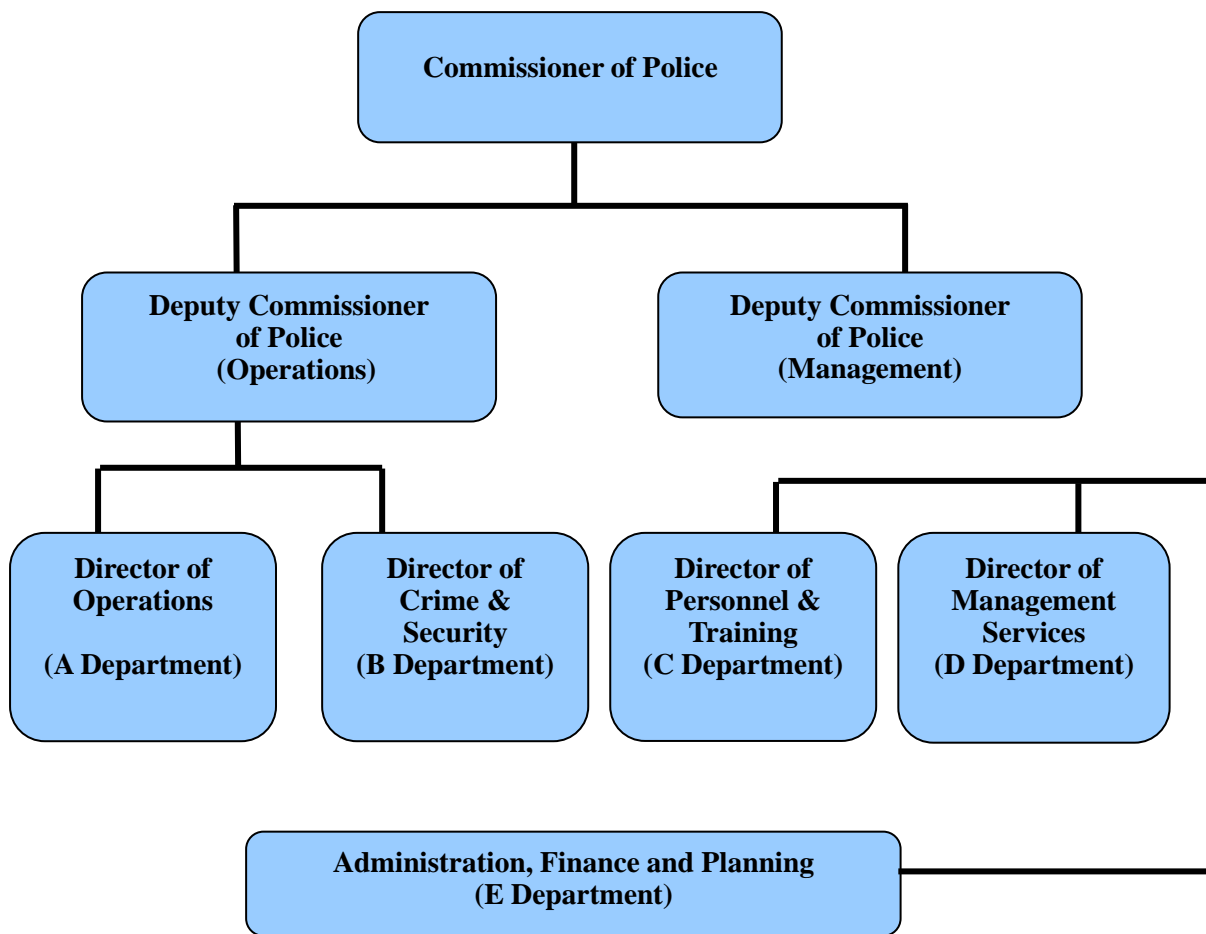 Commissioner of Police
Deputy Commissioner
of Police
(Operations)
Deputy Commissioner
of Police
(Management)
Director of
Operations
(A Department)
Director of
Crime &
Security
(B Department)
Director of
Personnel &
Training
(C Department)
Director of
Management
Services
(D Department)
Administration, Finance and Planning
(E Department)